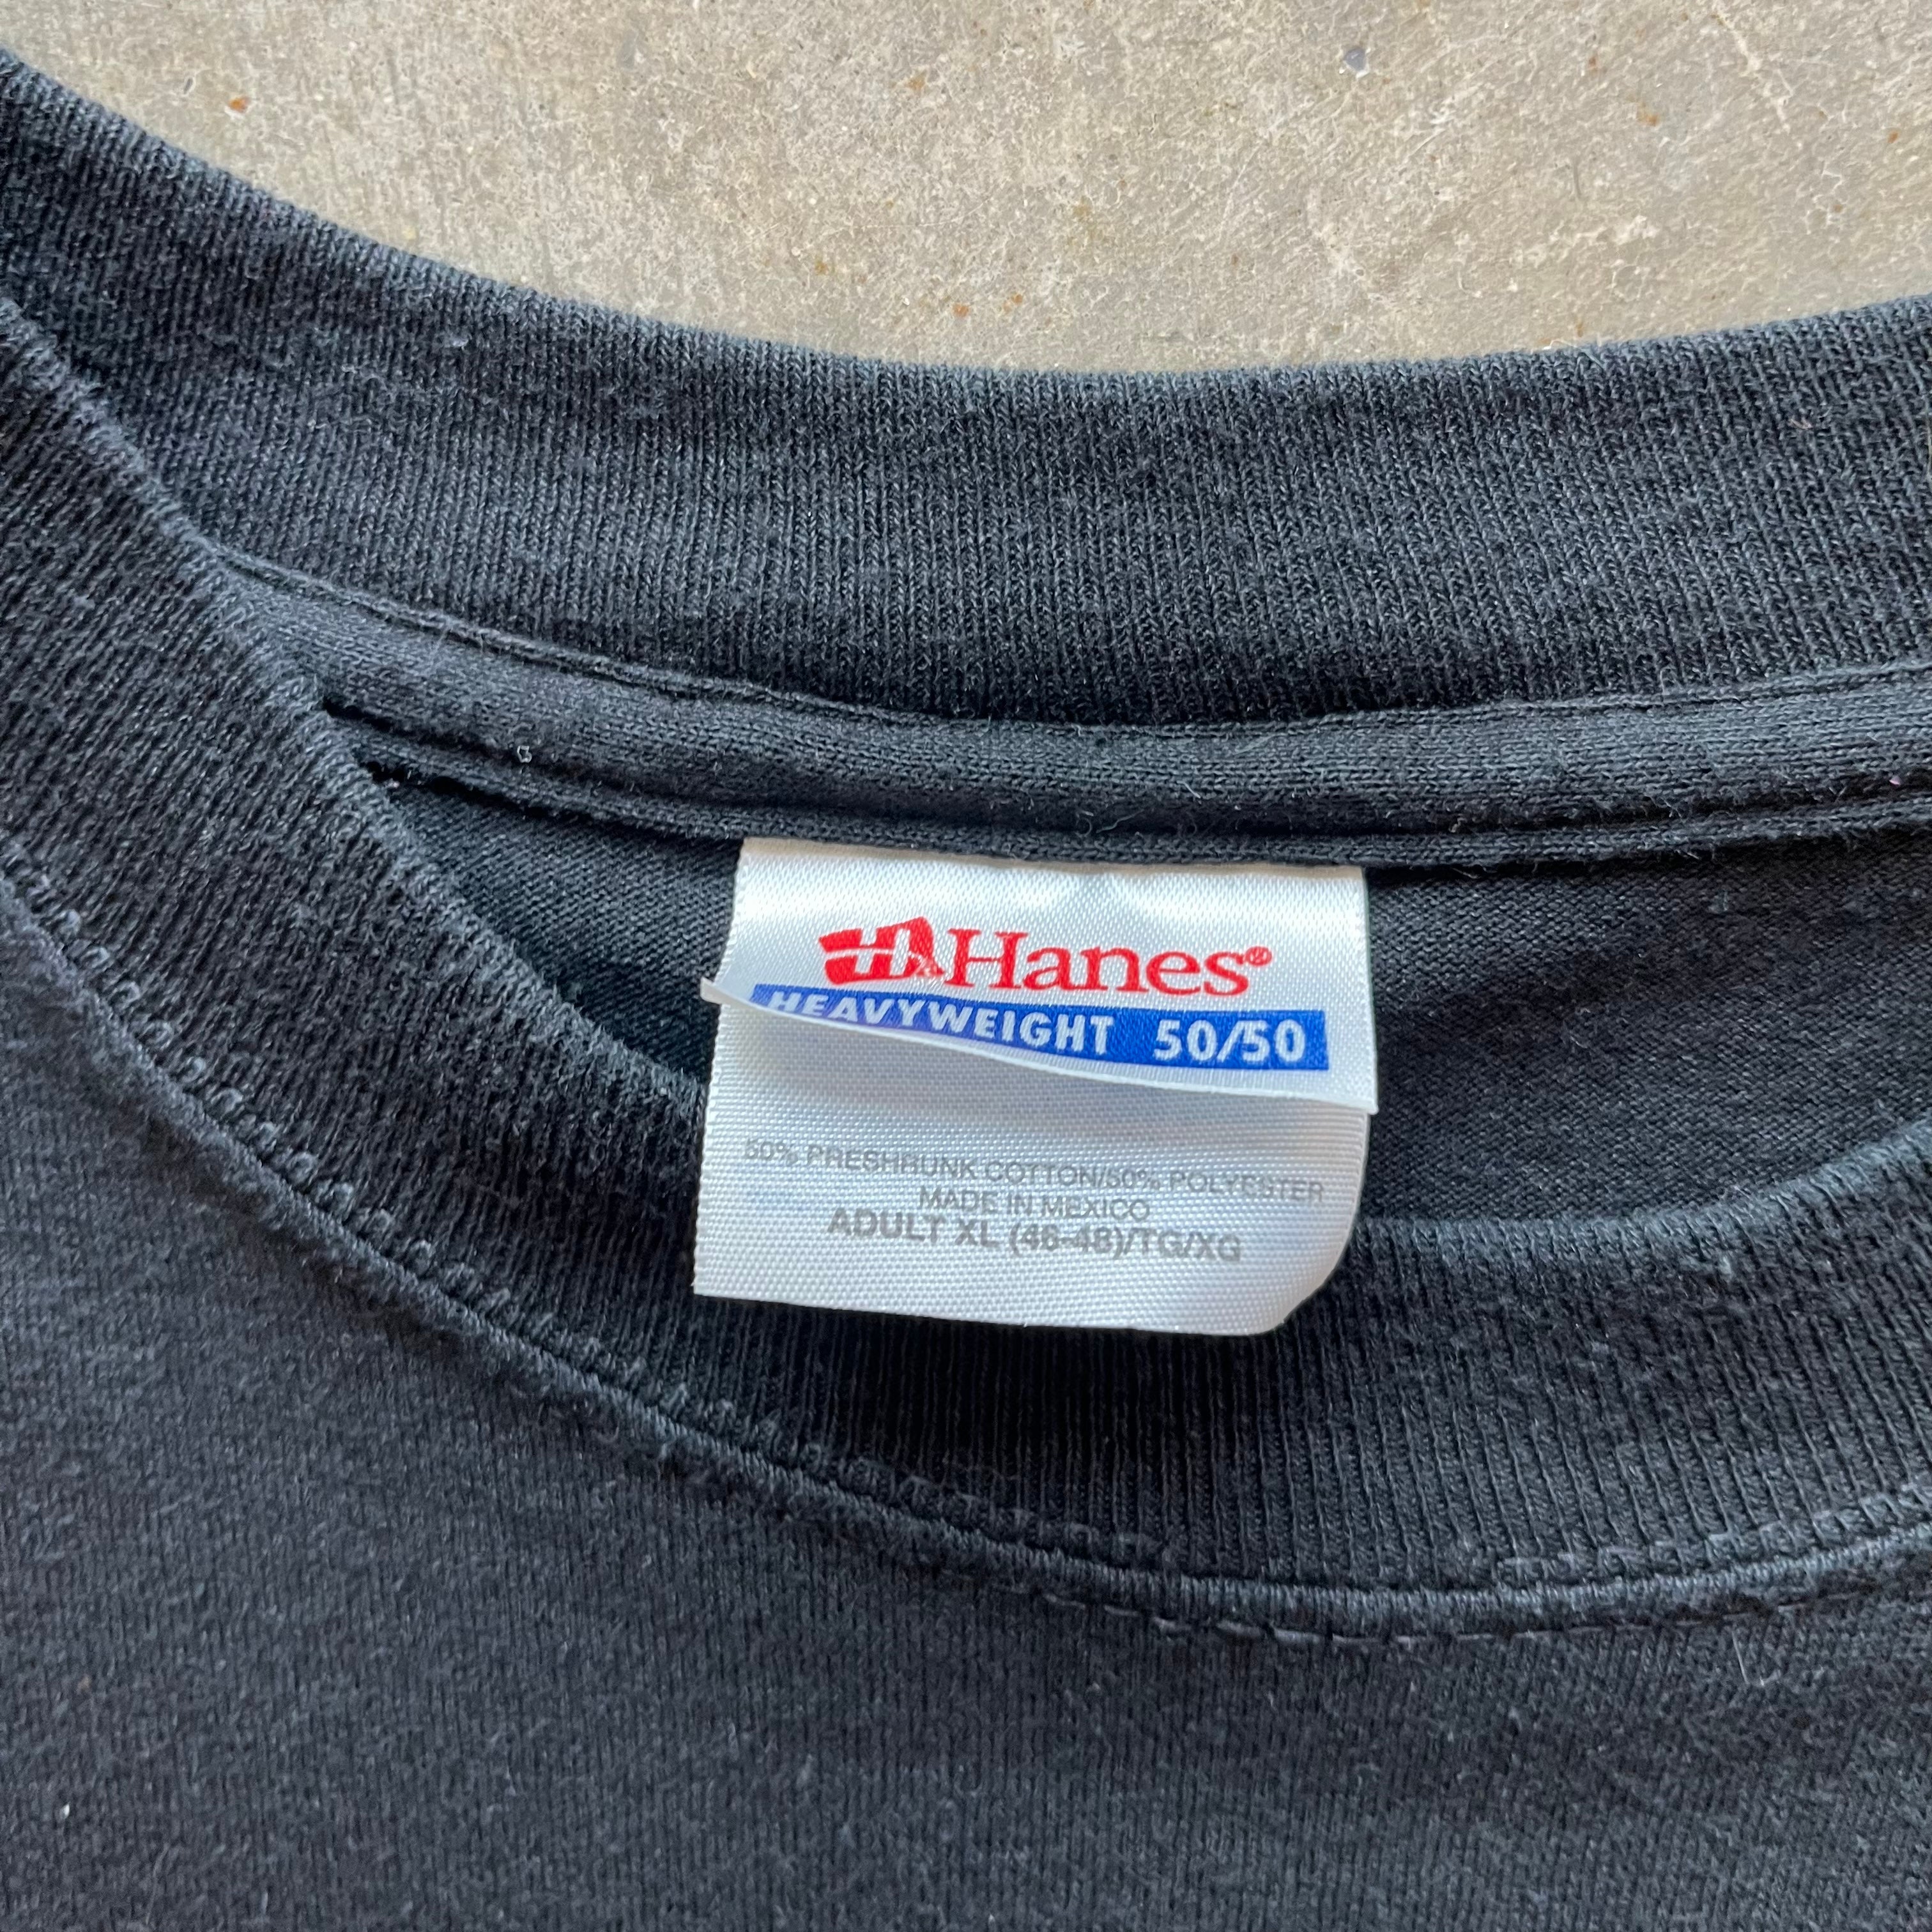 Hanes®
HEAVYWEIGHT 50/50
50% PRESHRUNK COTTON/50% POLYESTER
MADE IN MEXICO
ADULT XL (46-48)/TG/XG